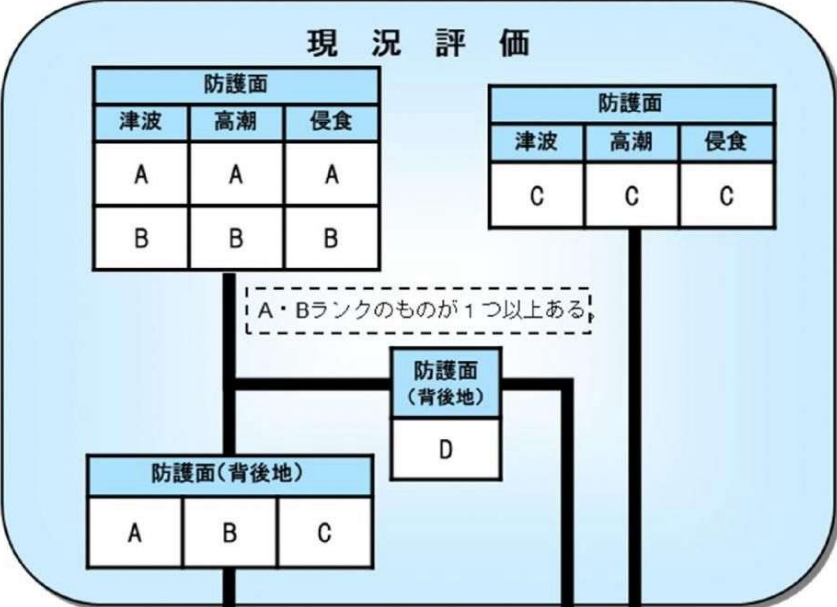 現 況 評 価
防護面
津波 高潮 侵食
A A A
B B B
防護面
津波 高潮 侵食
C C C
A・Bランクのものが1つ以上ある
防護面
(背後地)
D
防護面(背後地)
A B C